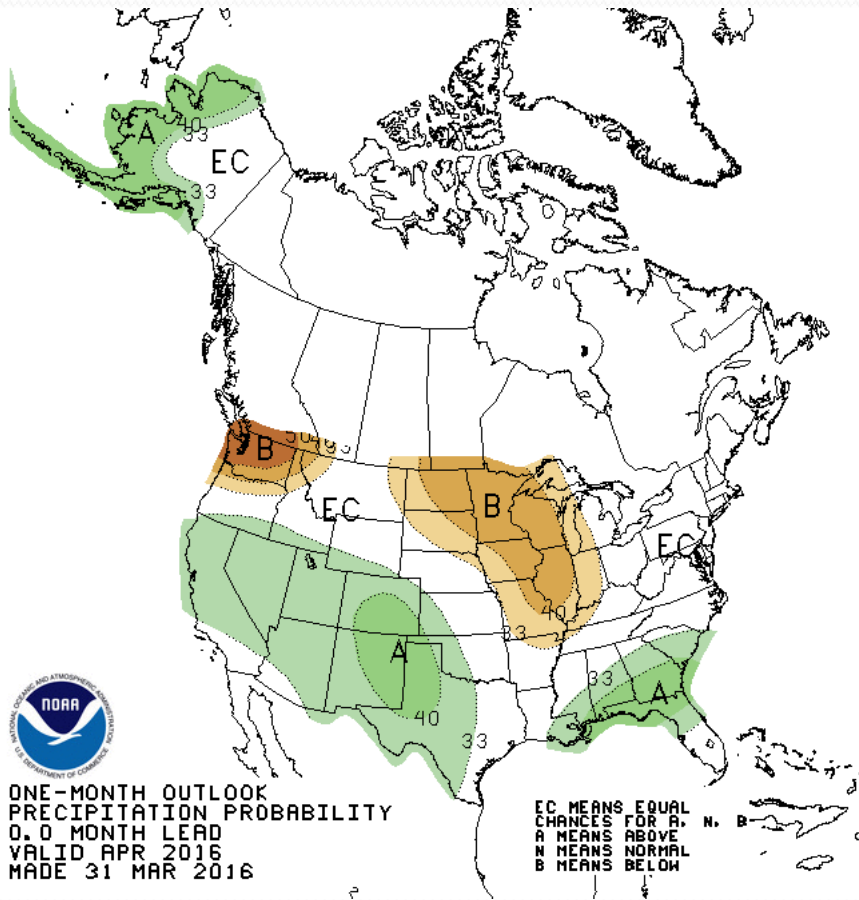 A
40
33
EC
33
B
50
40
33
B
EC
EC
40
33
A
33
A
40
33
NATIONAL OCEANIC AND ATMOSPHERIC ADMINISTRATION
NOAA
U.S. DEPARTMENT OF COMMERCE
ONE-MONTH OUTLOOK
PRECIPITATION PROBABILITY
0.0 MONTH LEAD
VALID APR 2016
MADE 31 MAR 2016
EC MEANS EQUAL
CHANCES FOR A, N, B
A MEANS ABOVE
N MEANS NORMAL
B MEANS BELOW